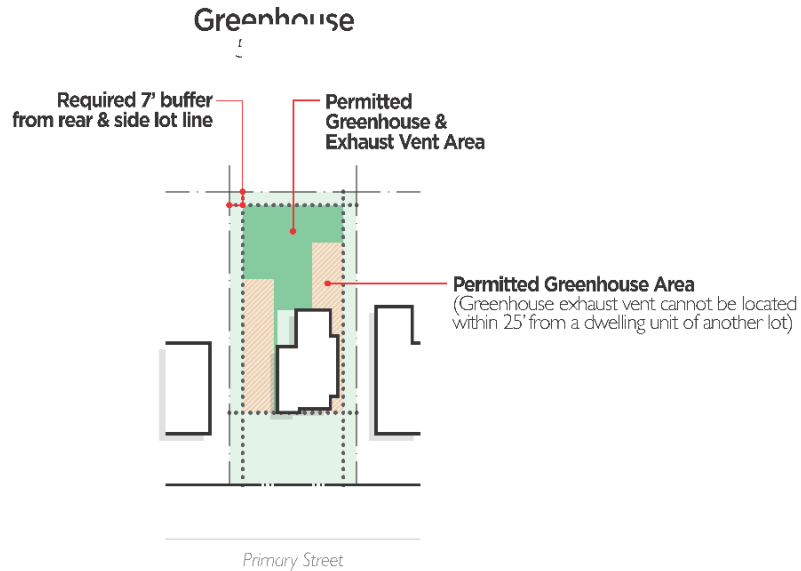 Greenhouse
Required 7' buffer
from rear & side lot line
Permitted
Greenhouse &
Exhaust Vent Area
Permitted Greenhouse Area
(Greenhouse exhaust vent cannot be located
within 25' from a dwelling unit of another lot)
Primary Street